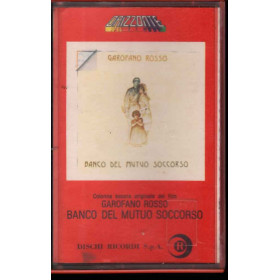 ORIZZONTE
GAROFANO ROSSO
BANCO DEL MUTUO SOCCORSO
Colonna sonora originale del film
GAROFANO ROSSO
BANCO DEL MUTUO SOCCORSO
DISCHI RICORDI S.p.A.